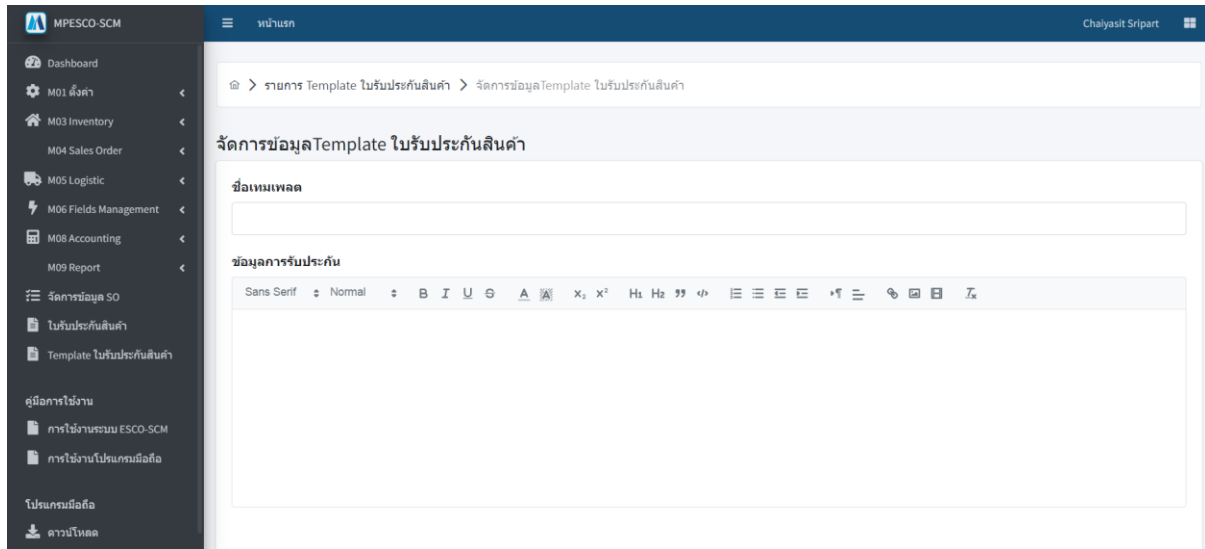 MPESCO-SCM
หน้าแรก
Chaiyasit Sripart
Dashboard
M01 ตั้งค่า
M03 Inventory
M04 Sales Order
M05 Logistic
M06 Fields Management
M08 Accounting
M09 Report
จัดการข้อมูล SO
ใบรับประกันสินค้า
Template ใบรับประกันสินค้า
คู่มือการใช้งาน
การใช้งานระบบ ESCO-SCM
การใช้งานโปรแกรมมือถือ
โปรแกรมมือถือ
ดาวน์โหลด
รายการ Template ใบรับประกันสินค้า > จัดการข้อมูลTemplate ใบรับประกันสินค้า
จัดการข้อมูลTemplate ใบรับประกันสินค้า
ชื่อเทมเพลต
ข้อมูลการรับประกัน
Sans Serif Normal B I U S A A X₂ X² H₁ H₂